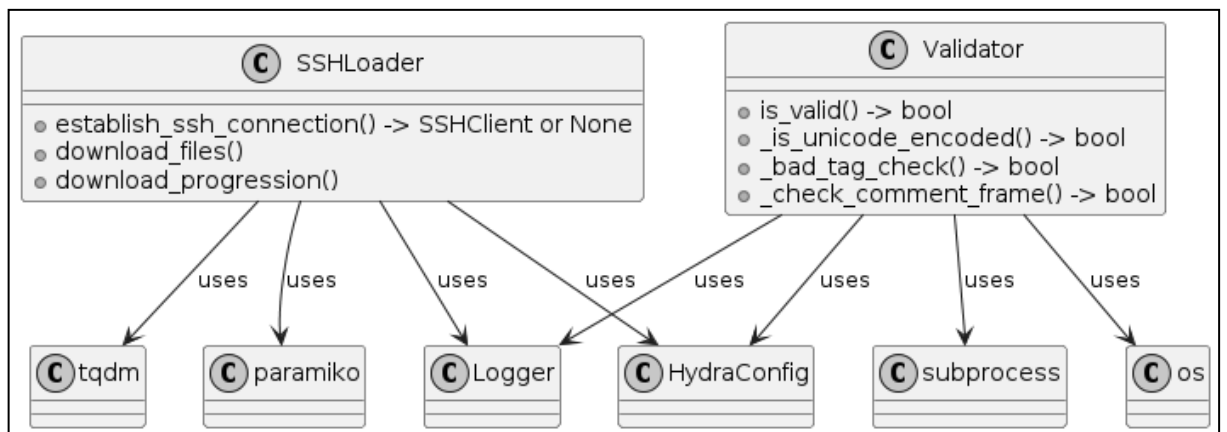 C SSHLoader
establish_ssh_connection() -> SSHClient or None
download_files()
download_progression()
C Validator
is_valid() -> bool
_is_unicode_encoded() -> bool
_bad_tag_check() -> bool
_check_comment_frame() -> bool
uses
uses
uses
uses
uses
uses
uses
uses
C tqdm
C paramiko
C Logger
C HydraConfig
C subprocess
C os